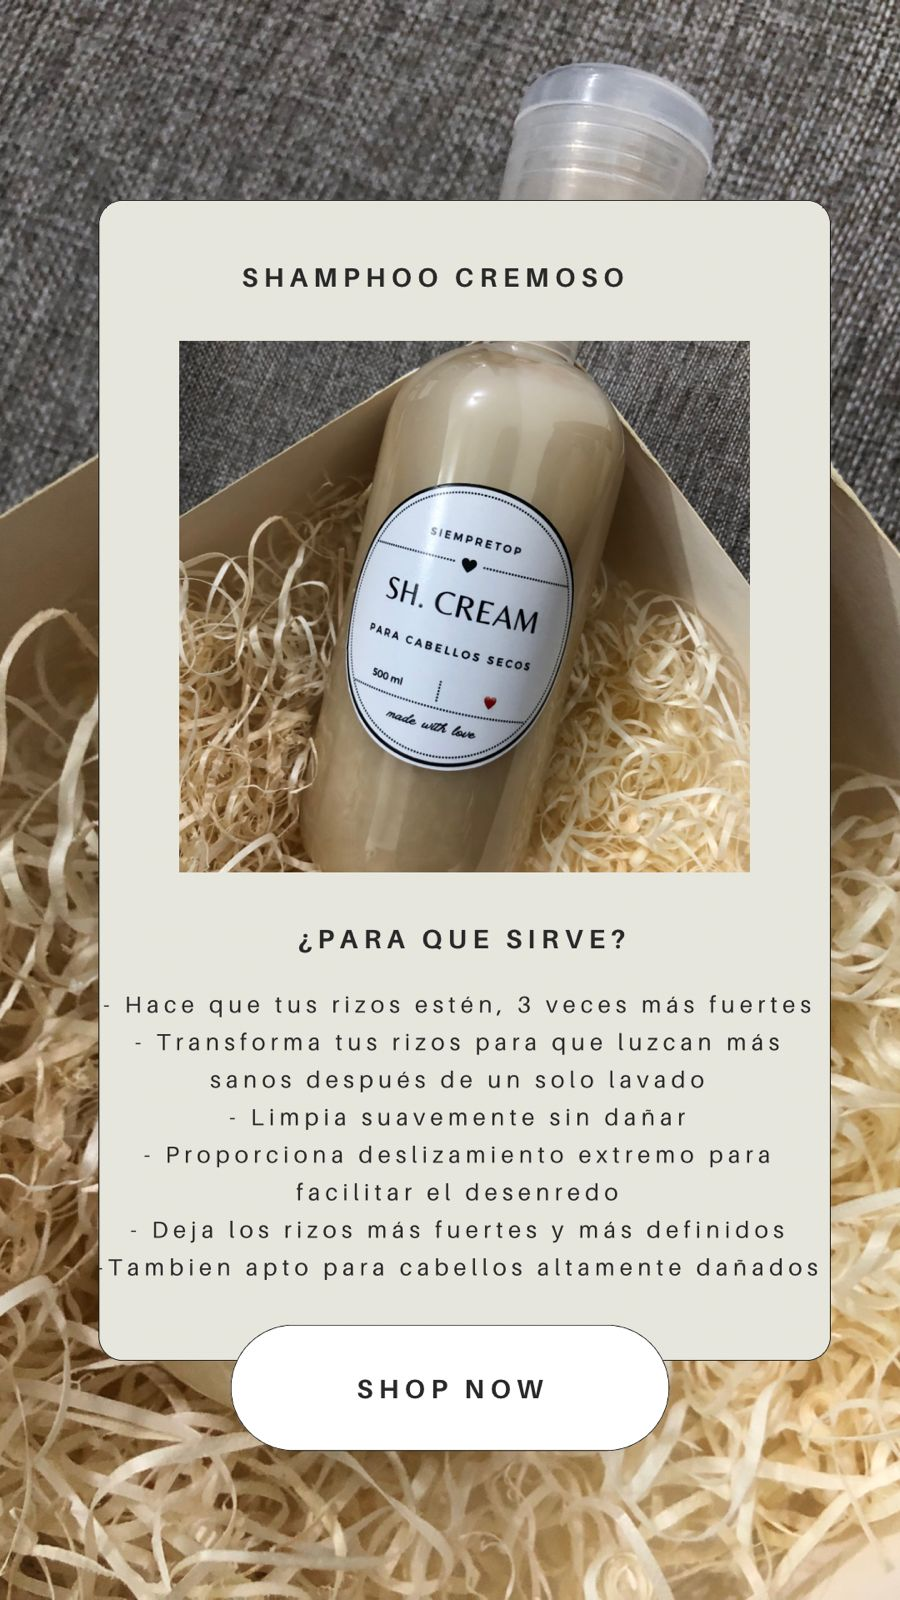 SHAMPHOO CREMOSO
SIEMPRETOP
SH. CREAM
PARA CABELLOS SECOS
500 ml
made with love
¿PARA QUE SIRVE?
- Hace que tus rizos estén, 3 veces más fuertes
- Transforma tus rizos para que luzcan más
sanos después de un solo lavado
- Limpia suavemente sin dañar
- Proporciona deslizamiento extremo para
facilitar el desenredo
- Deja los rizos más fuertes y más definidos
-Tambien apto para cabellos altamente dañados
SHOP NOW